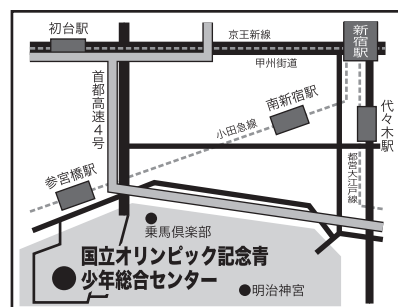 初台駅
京王新線
新宿駅
甲州街道
首都高速4号
南新宿駅
代々木駅
小田急線
都営大江戸線
参宮橋駅
乗馬倶楽部
国立オリンピック記念青
少年総合センター
明治神宮